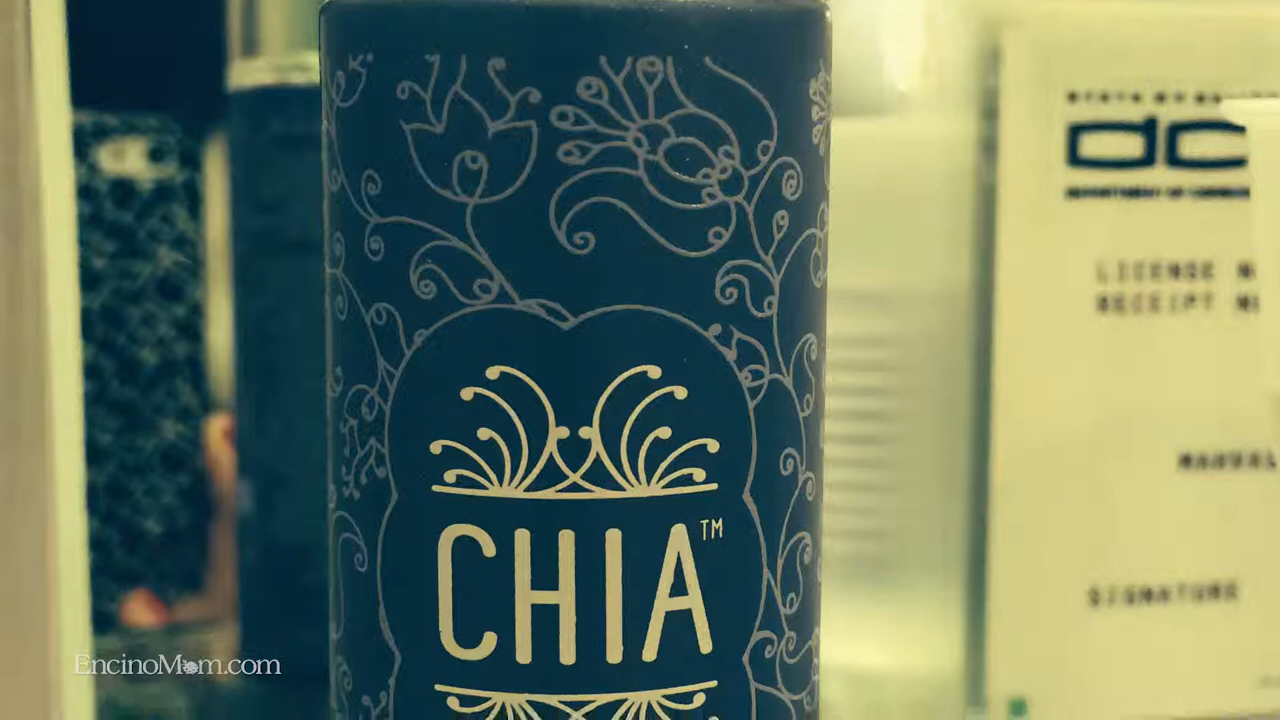 CHIA™
dc
LICENSE
RECEIPT
SIGNATURE
EncinoMom.com